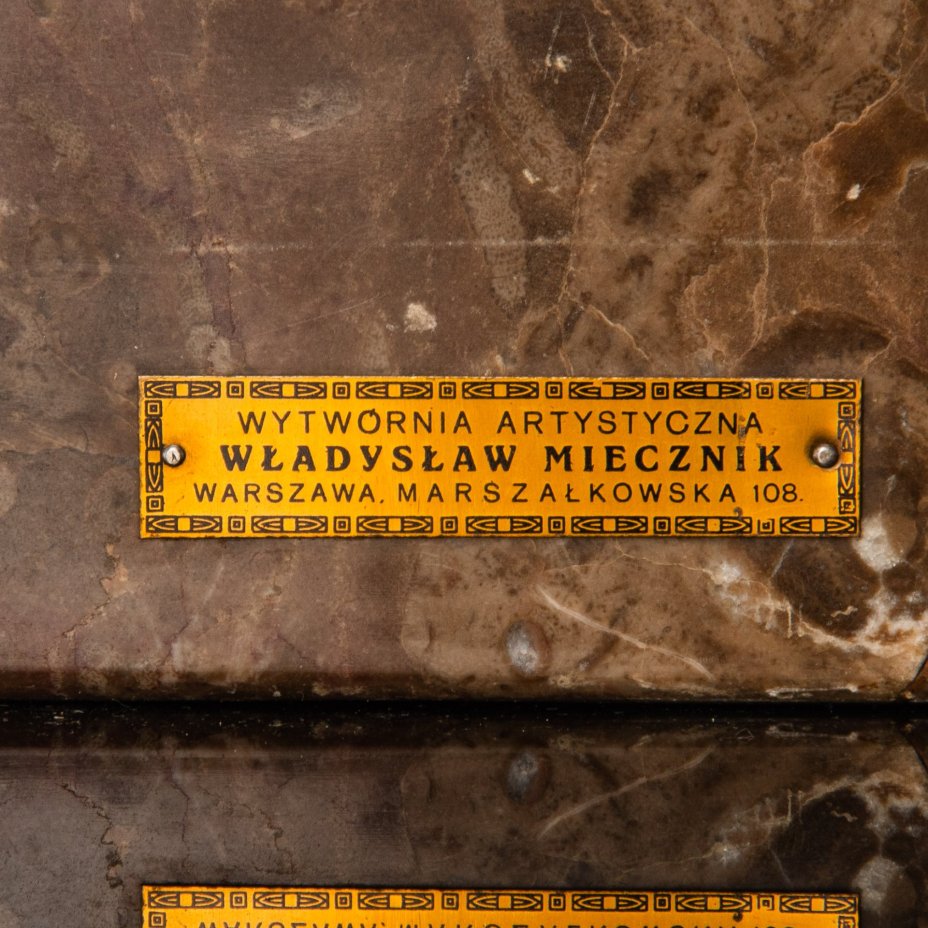 WYTWÓRNIA ARTYSTYCZNA
WŁADYSŁAW MIECZNIK
WARSZAWA, MARSZAŁKOWSKA 108.